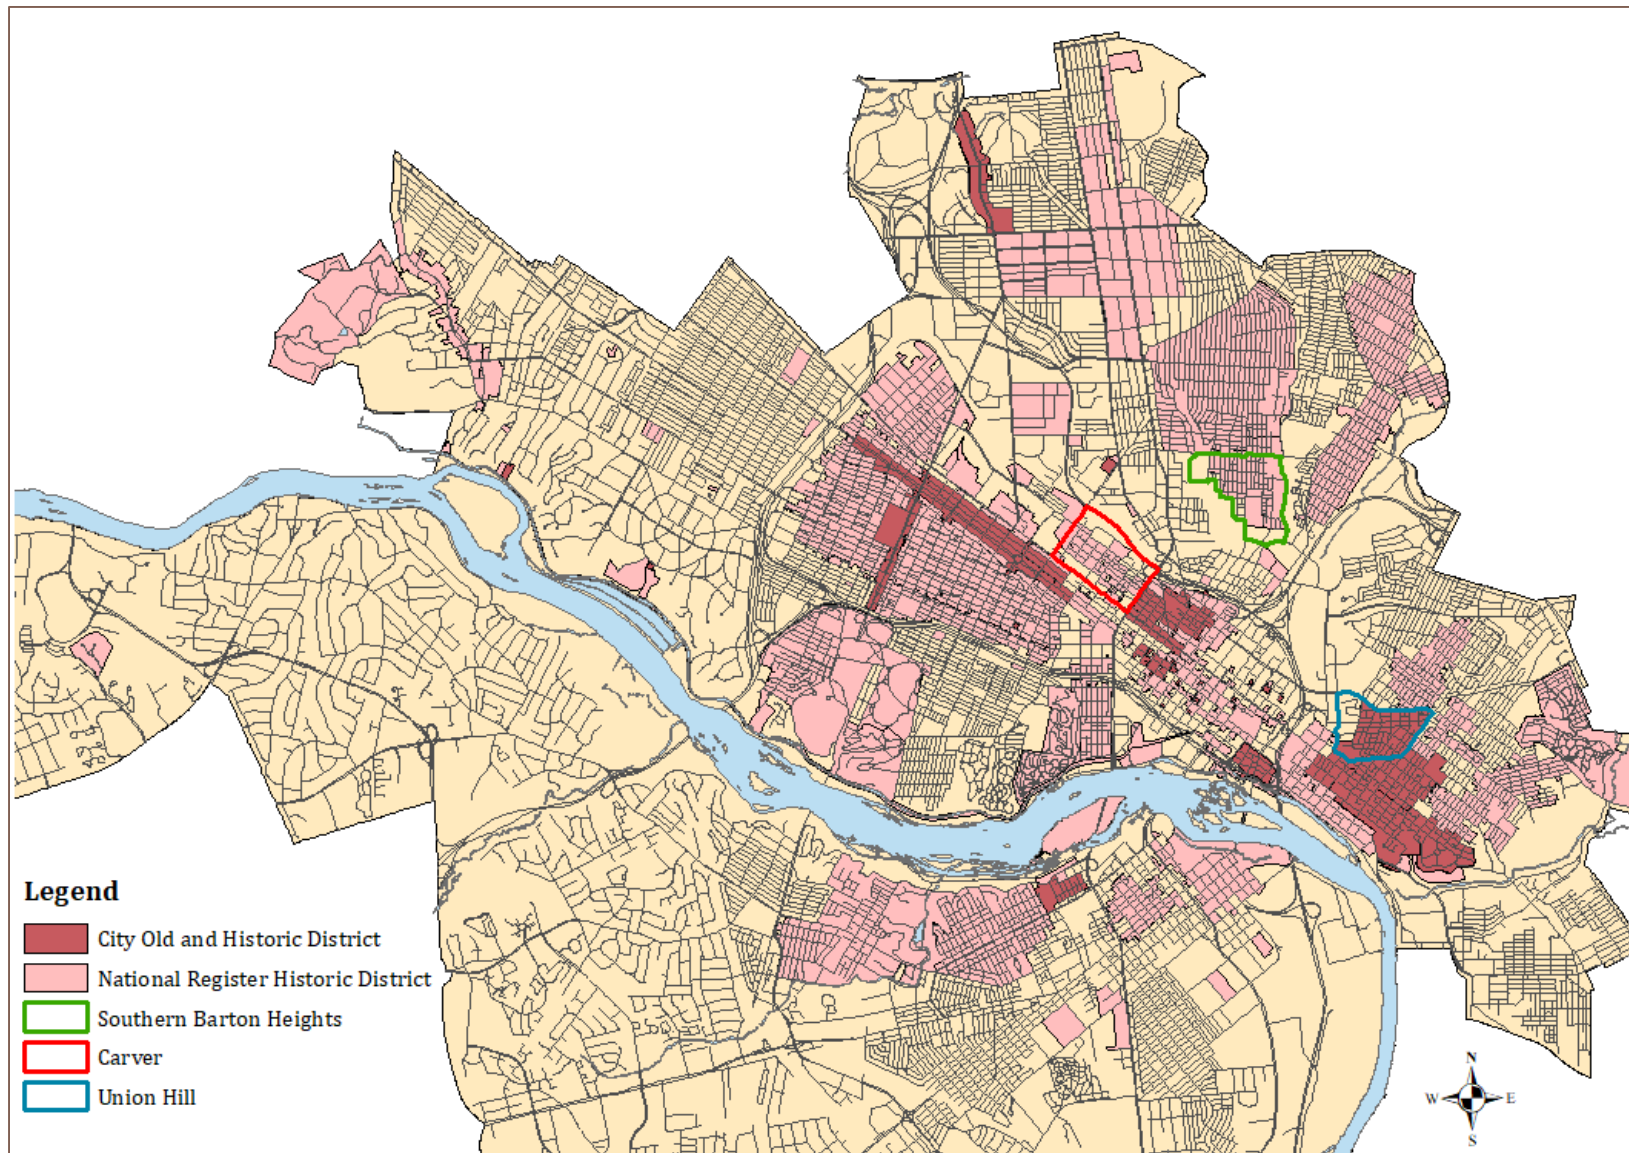 Legend
City Old and Historic District
National Register Historic District
Southern Barton Heights
Carver
Union Hill
N
W E
S